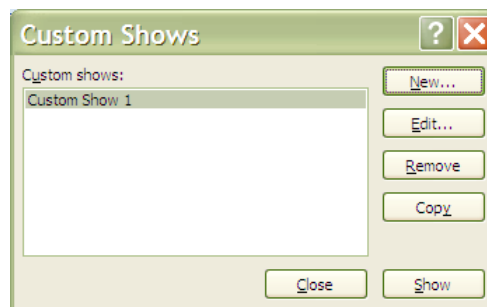 Custom Shows
Custom shows:
Custom Show 1
New...
Edit...
Remove
Copy
Close
Show